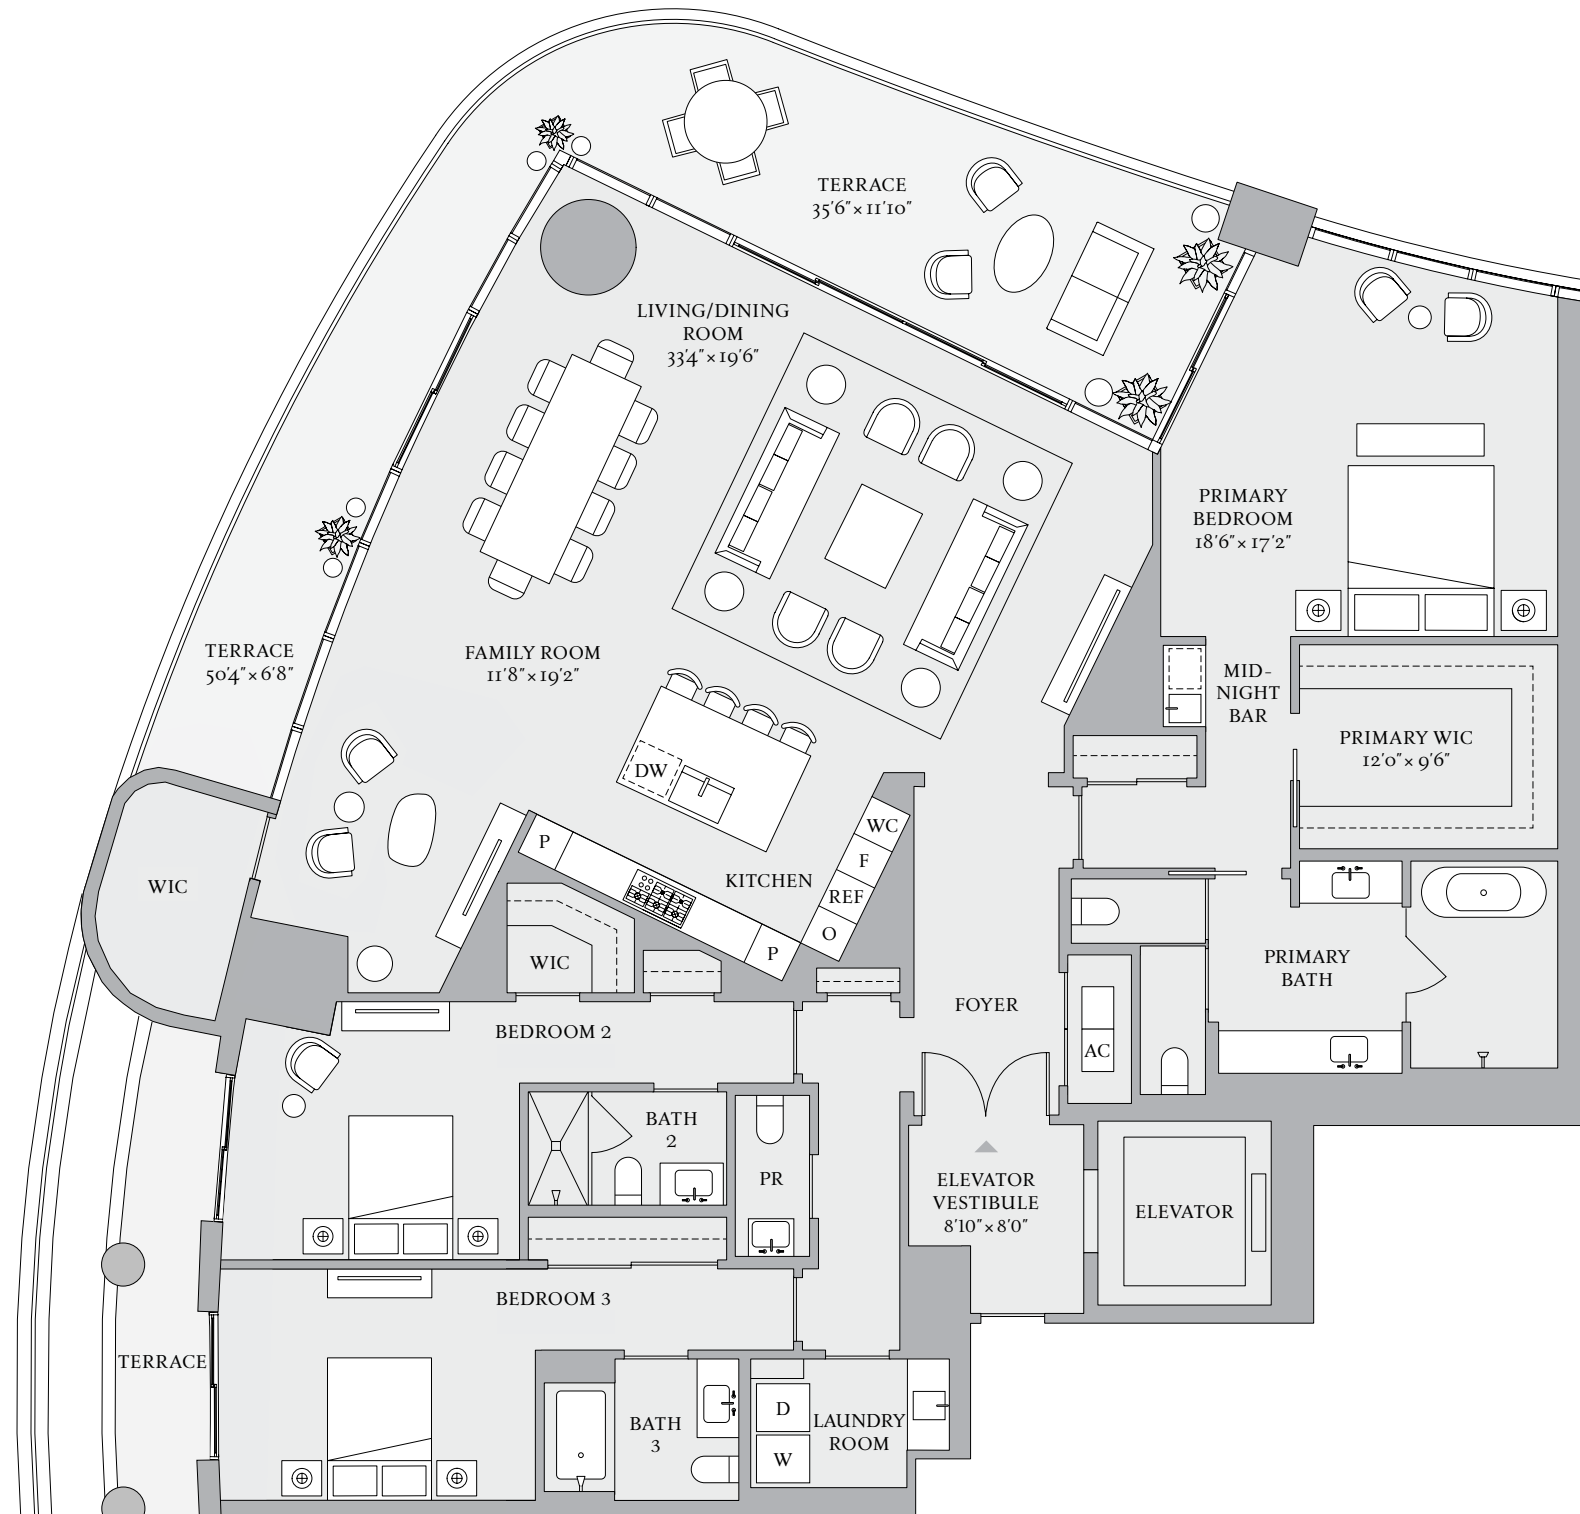 TERRACE
35'6"×11'10"
LIVING/DINING
ROOM
33'4"×19'6"
PRIMARY
BEDROOM
18'6"×17'2"
TERRACE
50'4"×6'8"
FAMILY ROOM
11'8"×19'2"
MID-
NIGHT
BAR
PRIMARY WIC
12'0"×9'6"
DW
WC
F
REF
O
P
KITCHEN
P
WIC
WIC
PRIMARY
BATH
FOYER
AC
BEDROOM 2
BATH
2
PR
ELEVATOR
VESTIBULE
8'10"×8'0"
ELEVATOR
BEDROOM 3
TERRACE
BATH
3
D
W
LAUNDRY
ROOM